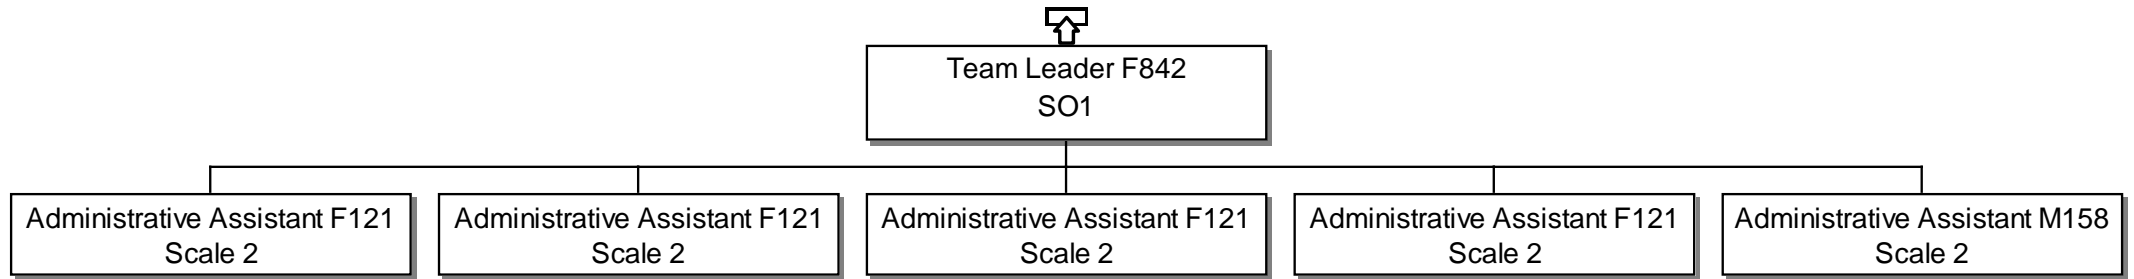 Team Leader F842
SO1
Administrative Assistant F121
Scale 2
Administrative Assistant F121
Scale 2
Administrative Assistant F121
Scale 2
Administrative Assistant F121
Scale 2
Administrative Assistant M158
Scale 2